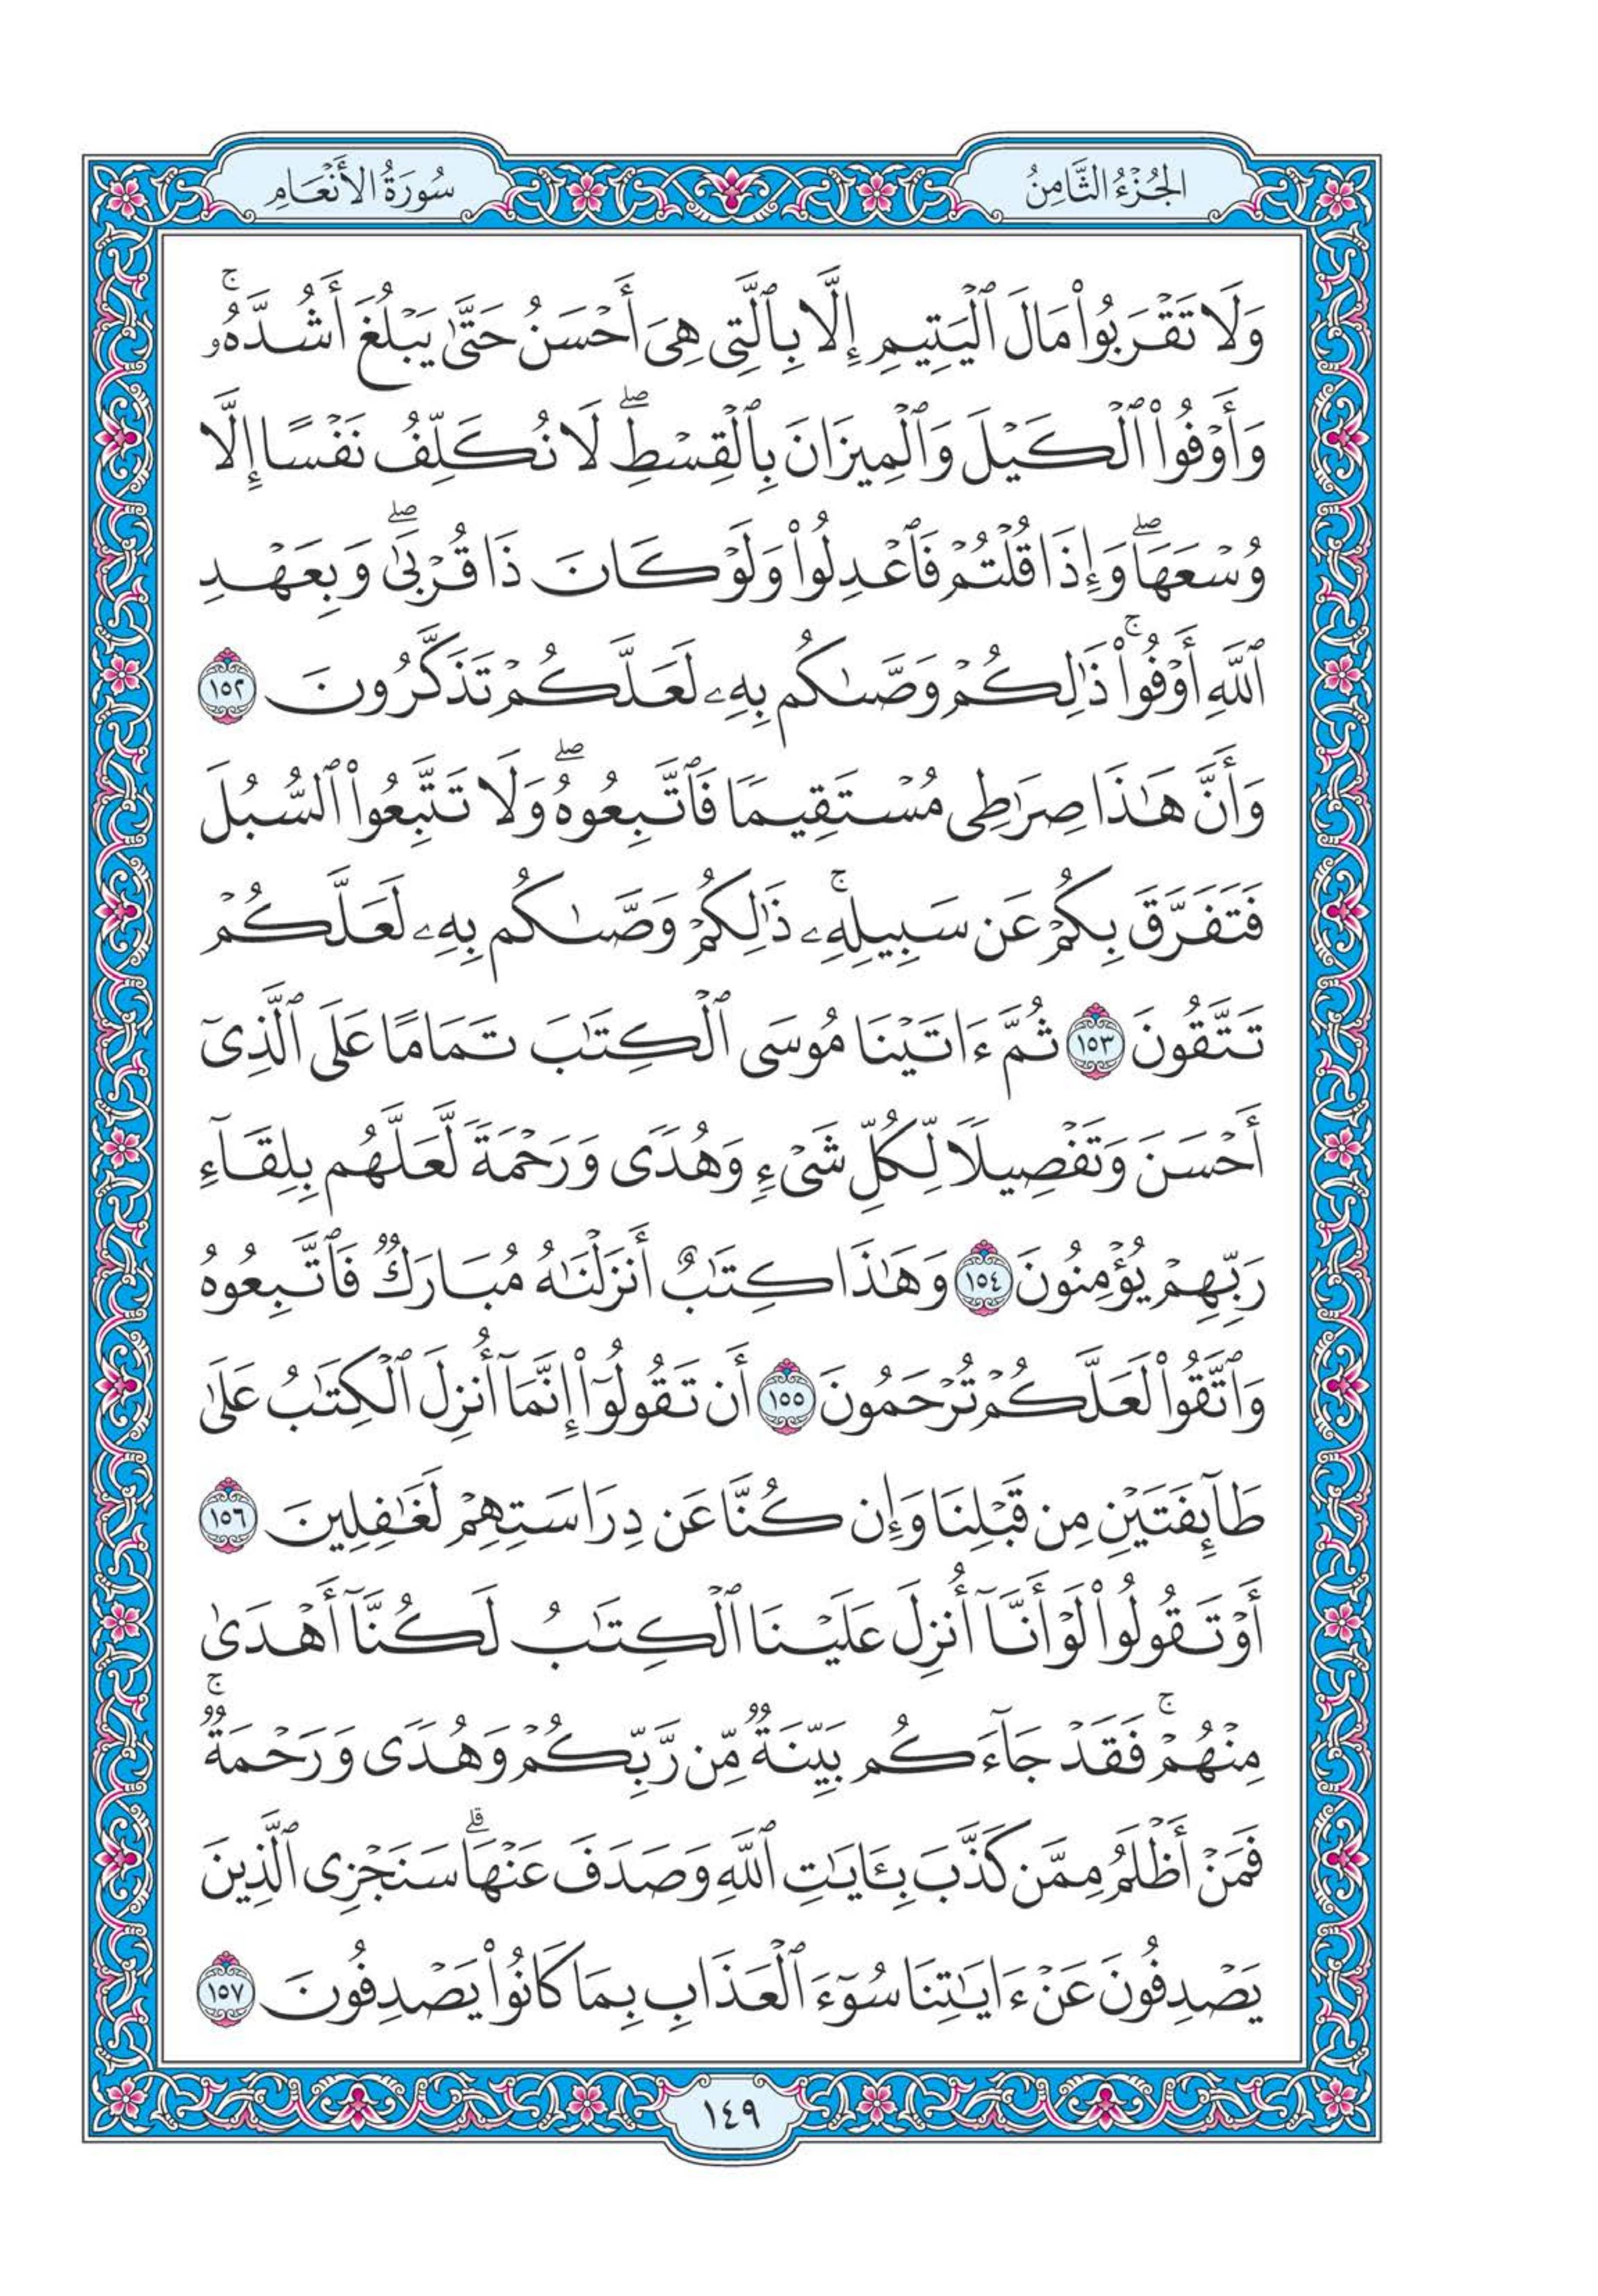 الجُزْءُ الثَّامِنُ
سُورَةُ الأَنْعَامِ
وَلَا تَقْرَبُوا۟ مَالَ ٱلْيَتِيمِ إِلَّا بِٱلَّتِى هِىَ أَحْسَنُ حَتَّىٰ يَبْلُغَ أَشُدَّهُۥۚ
وَأَوْفُوا۟ ٱلْكَيْلَ وَٱلْمِيزَانَ بِٱلْقِسْطِۖ لَا نُكَلِّفُ نَفْسًا إِلَّا
وُسْعَهَاۖ وَإِذَا قُلْتُمْ فَٱعْدِلُوا۟ وَلَوْ كَانَ ذَا قُرْبَىٰۖ وَبِعَهْدِ
ٱللَّهِ أَوْفُوا۟ۚ ذَٰلِكُمْ وَصَّىٰكُم بِهِۦ لَعَلَّكُمْ تَذَكَّرُونَ ١٥٢
وَأَنَّ هَـٰذَا صِرَٰطِى مُسْتَقِيمًا فَٱتَّبِعُوهُۖ وَلَا تَتَّبِعُوا۟ ٱلسُّبُلَ
فَتَفَرَّقَ بِكُمْ عَن سَبِيلِهِۦۚ ذَٰلِكُمْ وَصَّىٰكُم بِهِۦ لَعَلَّكُمْ
تَتَّقُونَ ١٥٣ ثُمَّ ءَاتَيْنَا مُوسَى ٱلْكِتَـٰبَ تَمَامًا عَلَى ٱلَّذِىٓ
أَحْسَنَ وَتَفْصِيلًا لِّكُلِّ شَىْءٍ وَهُدًى وَرَحْمَةً لَّعَلَّهُم بِلِقَآءِ
رَبِّهِمْ يُؤْمِنُونَ ١٥٤ وَهَـٰذَا كِتَـٰبٌ أَنزَلْنَـٰهُ مُبَارَكٌ فَٱتَّبِعُوهُ
وَٱتَّقُوا۟ لَعَلَّكُمْ تُرْحَمُونَ ١٥٥ أَن تَقُولُوٓا۟ إِنَّمَآ أُنزِلَ ٱلْكِتَـٰبُ عَلَىٰ
طَآئِفَتَيْنِ مِن قَبْلِنَا وَإِن كُنَّا عَن دِرَاسَتِهِمْ لَغَـٰفِلِينَ ١٥٦
أَوْ تَقُولُوا۟ لَوْ أَنَّآ أُنزِلَ عَلَيْنَا ٱلْكِتَـٰبُ لَكُنَّآ أَهْدَىٰ
مِنْهُمْۚ فَقَدْ جَآءَكُم بَيِّنَةٌ مِّن رَّبِّكُمْ وَهُدًى وَرَحْمَةٌۚ
فَمَنْ أَظْلَمُ مِمَّن كَذَّبَ بِـَٔايَـٰتِ ٱللَّهِ وَصَدَفَ عَنْهَاۗ سَنَجْزِى ٱلَّذِينَ
يَصْدِفُونَ عَنْ ءَايَـٰتِنَا سُوٓءَ ٱلْعَذَابِ بِمَا كَانُوا۟ يَصْدِفُونَ ١٥٧
١٤٩